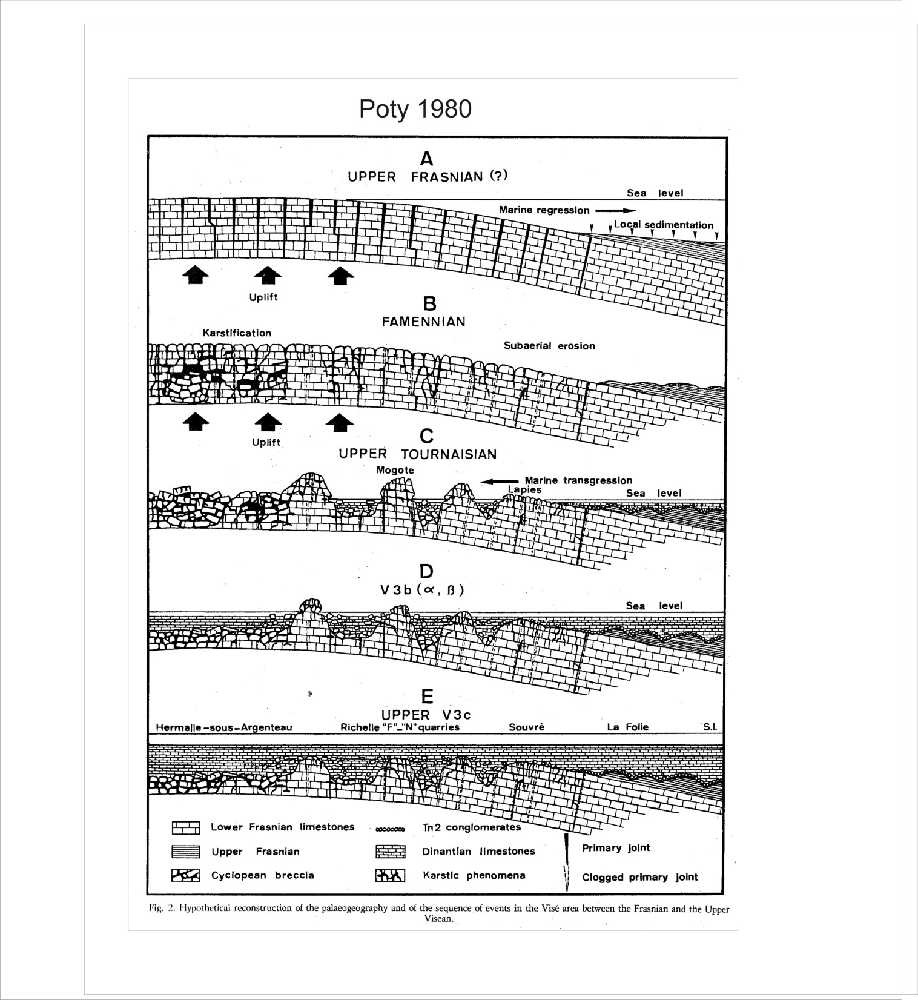 Poty 1980
A
UPPER FRASNIAN (?)
Sea level
Marine regression
Local sedimentation
Uplift
B
FAMENNIAN
Karstification
Subaerial erosion
Uplift
C
UPPER TOURNAISIAN
Mogote
Marine transgression
Lapies
Sea level
D
V3b (α, ß)
Sea level
E
UPPER V3c
Hermalle-sous-Argenteau Richelle "F"-"N" quarries Souvré La Folie S.I.
Lower Frasnian limestones Tn2 conglomerates
Primary joint
Upper Frasnian Dinantian limestones
Cyclopean breccia Karstic phenomena
Clogged primary joint
Fig. 2. Hypothetical reconstruction of the palaeogeography and of the sequence of events in the Visé area between the Frasnian and the Upper
Visean.